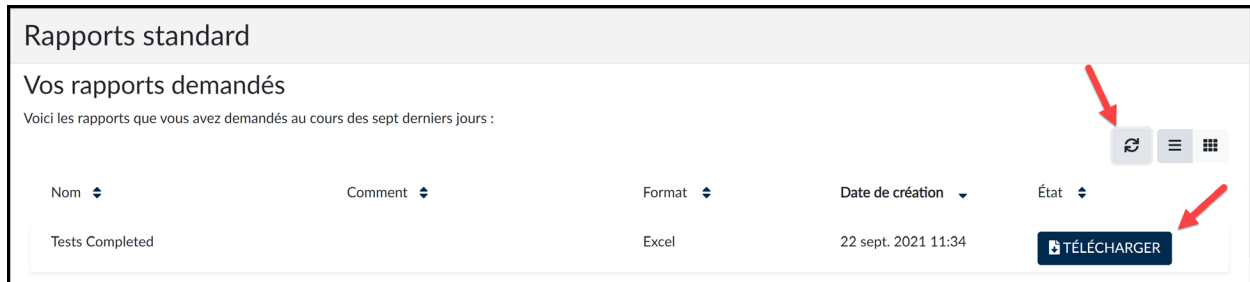 Rapports standard
Vos rapports demandés
Voici les rapports que vous avez demandés au cours des sept derniers jours :
Nom Comment Format Date de création État
Tests Completed Excel 22 sept. 2021 11:34 TÉLÉCHARGER